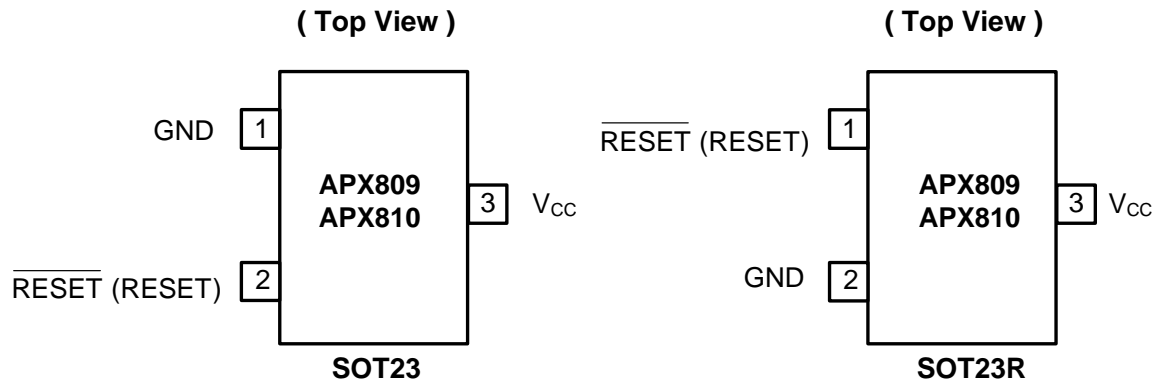 ( Top View )
GND 1
APX809
APX810
3 VCC
RESET (RESET) 2
SOT23
( Top View )
RESET (RESET) 1
APX809
APX810
3 VCC
GND 2
SOT23R